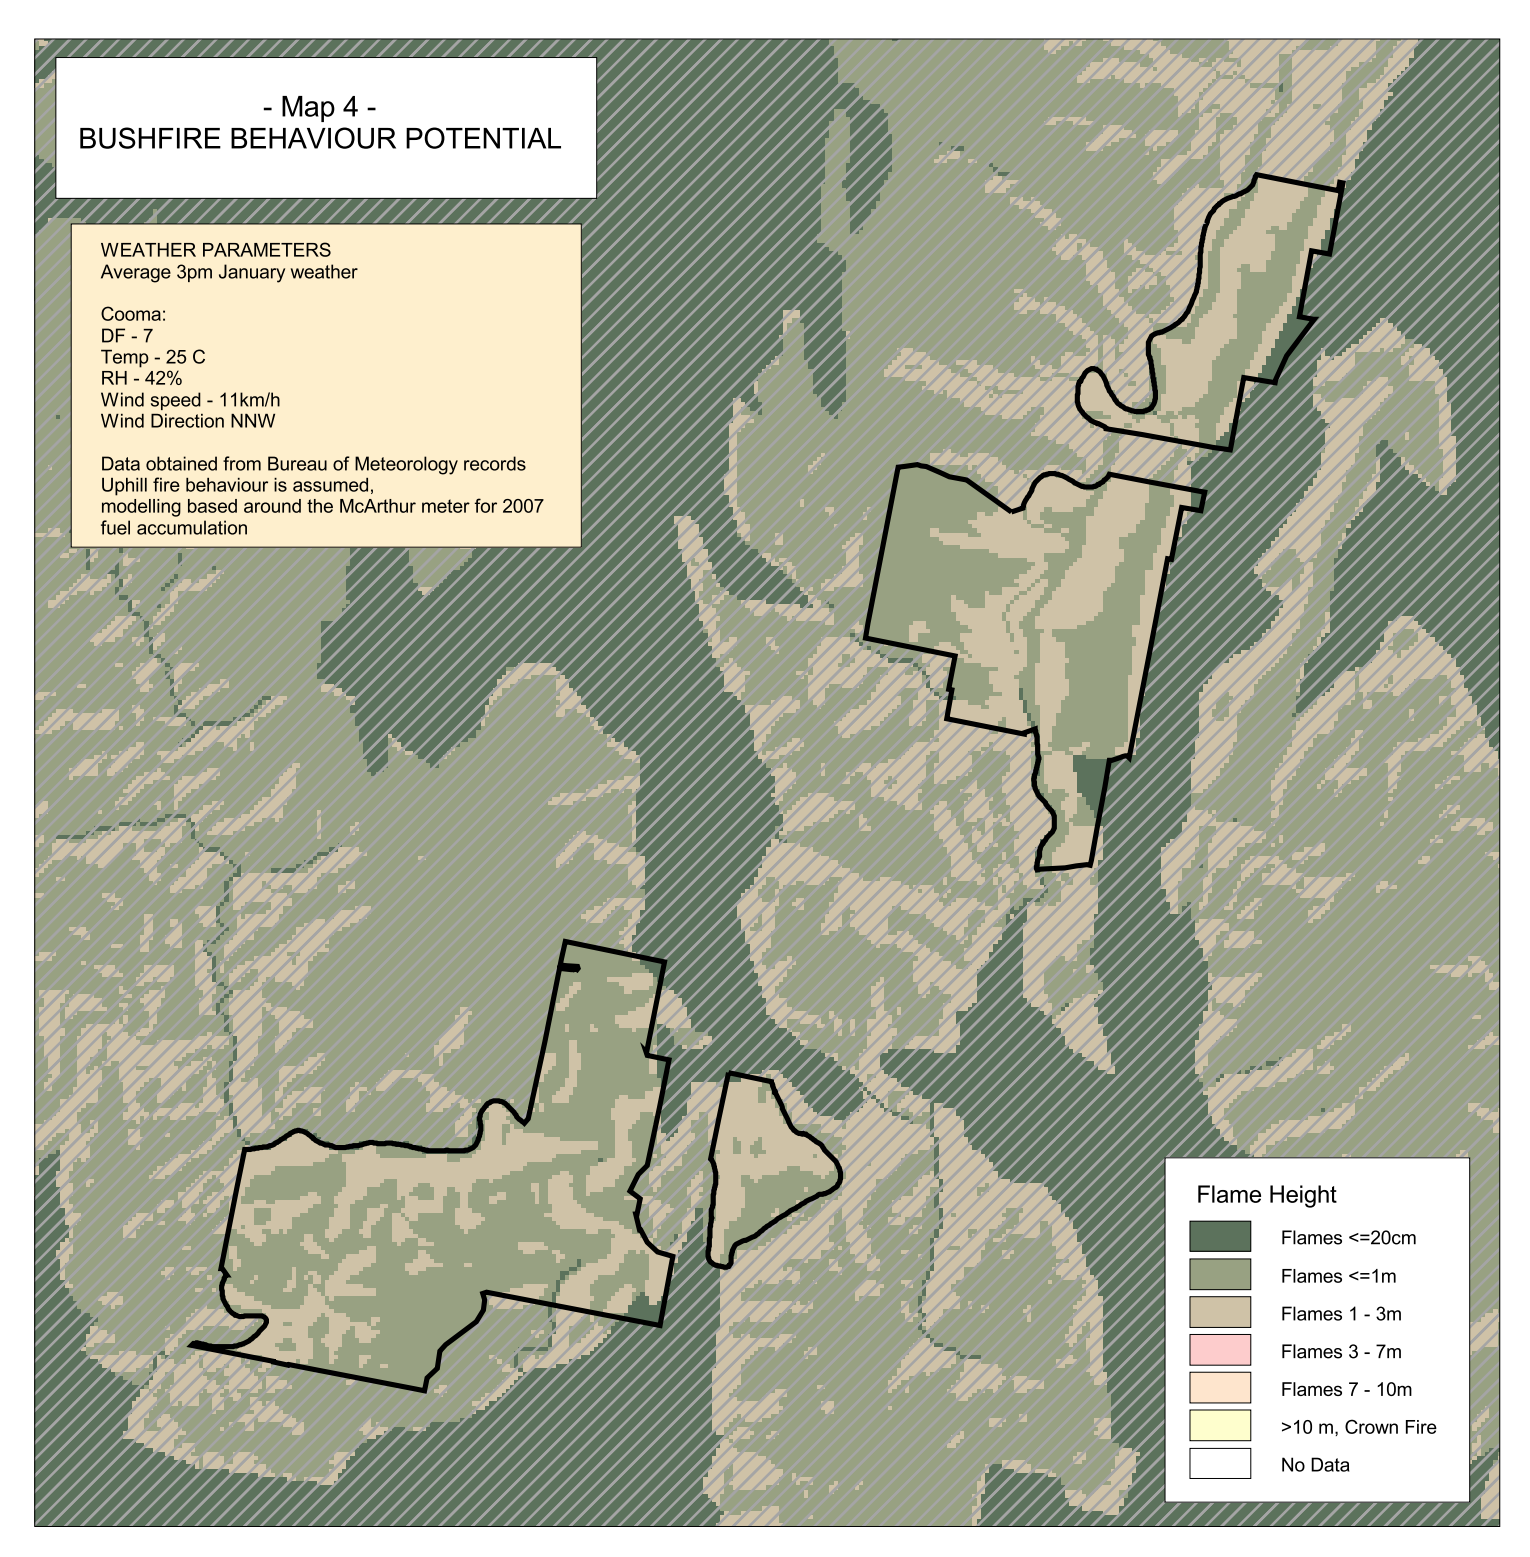 - Map 4 -
BUSHFIRE BEHAVIOUR POTENTIAL
WEATHER PARAMETERS
Average 3pm January weather
Cooma:
DF - 7
Temp - 25 C
RH - 42%
Wind speed - 11km/h
Wind Direction NNW
Data obtained from Bureau of Meteorology records
Uphill fire behaviour is assumed,
modelling based around the McArthur meter for 2007
fuel accumulation
Flame Height
Flames <=20cm
Flames <=1m
Flames 1 - 3m
Flames 3 - 7m
Flames 7 - 10m
>10 m, Crown Fire
No Data